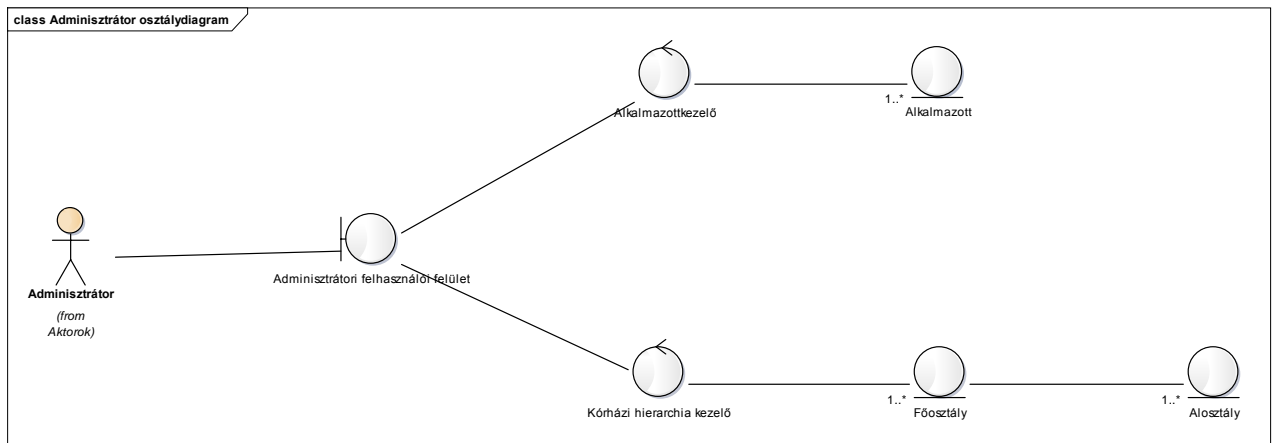 class Adminisztrátor osztálydiagram
Alkalmazottkezelő
1..*
Alkalmazott
Adminisztrátor
(from
Aktorok)
Adminisztrátori felhasználói felület
Kórházi hierarchia kezelő
1..*
Főosztály
1..*
Alosztály